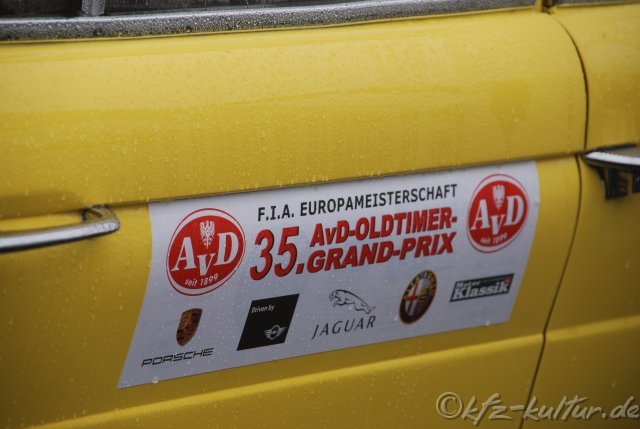 F.I.A. EUROPAMEISTERSCHAFT
AvD
seit 1899
35. AvD-OLDTIMER-
GRAND-PRIX
AvD
seit 1899
PORSCHE
Driven by
JAGUAR
Motor
Klassik
©kfz-kultur.de